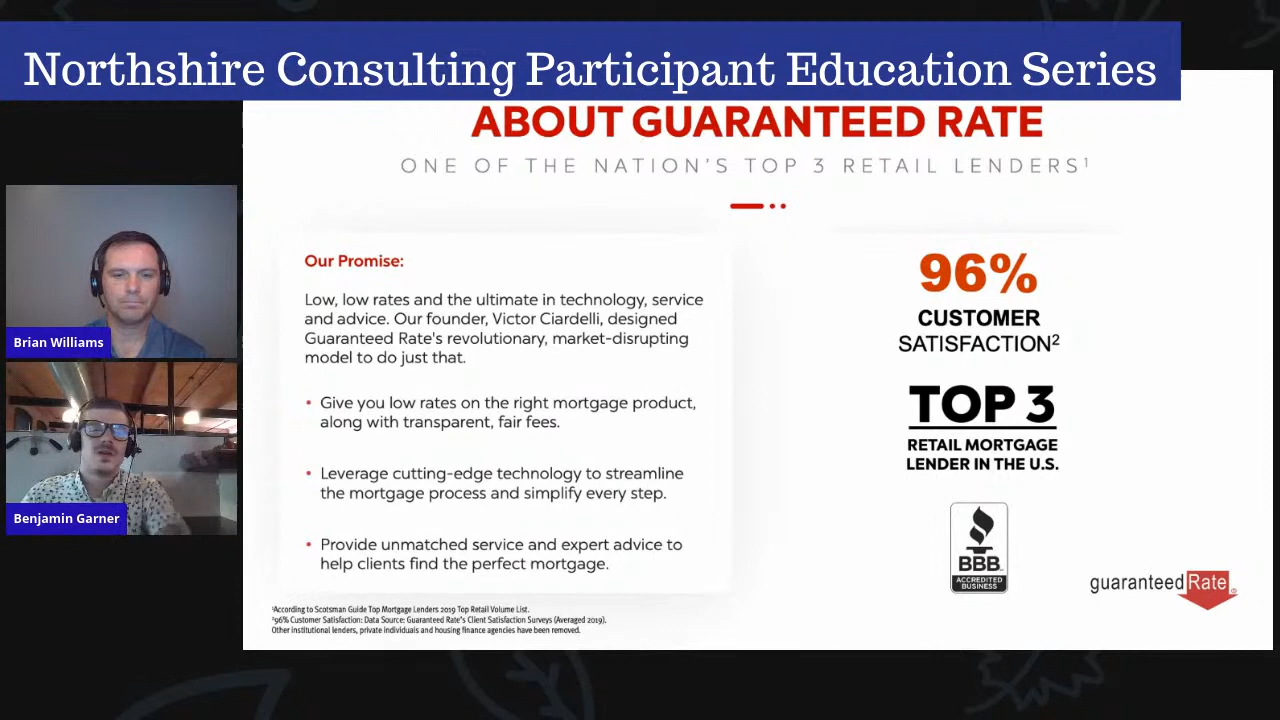 Northshire Consulting Participant Education Series
ABOUT GUARANTEED RATE
ONE OF THE NATION'S TOP 3 RETAIL LENDERS¹
Brian Williams
Benjamin Garner
Our Promise:
Low, low rates and the ultimate in technology, service
and advice. Our founder, Victor Ciardelli, designed
Guaranteed Rate's revolutionary, market-disrupting
model to do just that.
• Give you low rates on the right mortgage product,
along with transparent, fair fees.
• Leverage cutting-edge technology to streamline
the mortgage process and simplify every step.
• Provide unmatched service and expert advice to
help clients find the perfect mortgage.
96%
CUSTOMER
SATISFACTION²
TOP 3
RETAIL MORTGAGE
LENDER IN THE U.S.
BBB
ACCREDITED
BUSINESS
guaranteed Rate
¹According to Scotsman Guide Top Mortgage Lenders 2019 Top Retail Volume List.
²96% Customer Satisfaction: Data Source: Guaranteed Rate's Client Satisfaction Surveys (Averaged 2019).
Other institutional lenders, private individuals and housing finance agencies have been removed.